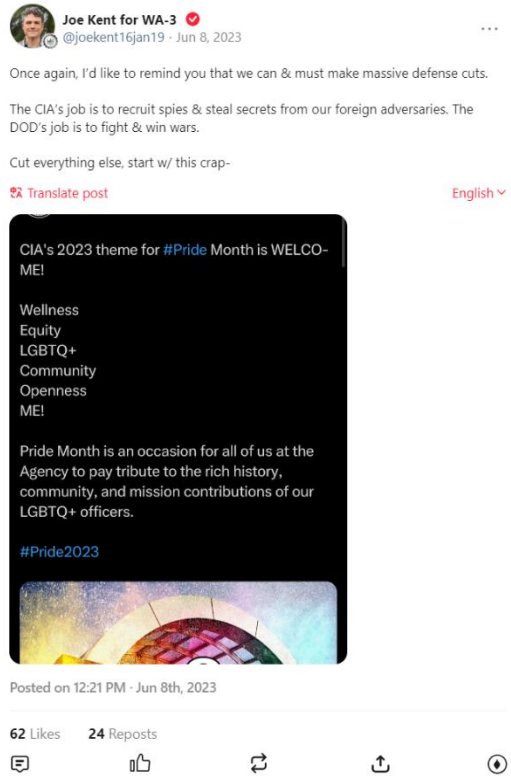 Joe Kent for WA-3
@joekent16jan19 · Jun 8, 2023
Once again, I'd like to remind you that we can & must make massive defense cuts.
The CIA's job is to recruit spies & steal secrets from our foreign adversaries. The
DOD's job is to fight & win wars.
Cut everything else, start w/ this crap-
Translate post
English
CIA's 2023 theme for #Pride Month is WELCO-
ME!
Wellness
Equity
LGBTQ+
Community
Openness
ME!
Pride Month is an occasion for all of us at the
Agency to pay tribute to the rich history,
community, and mission contributions of our
LGBTQ+ officers.
#Pride2023
Posted on 12:21 PM · Jun 8th, 2023
62 Likes 24 Reposts